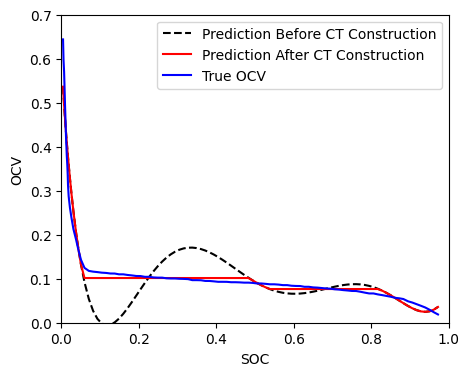 Prediction Before CT Construction
Prediction After CT Construction
True OCV
OCV
0.7
0.6
0.5
0.4
0.3
0.2
0.1
0.0
0.0 0.2 0.4 0.6 0.8 1.0
SOC